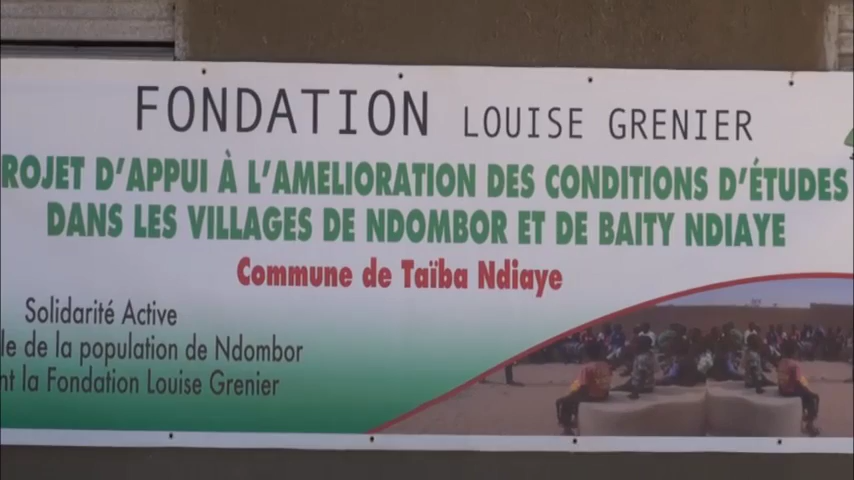 FONDATION LOUISE GRENIER
ROJET D'APPUI À L'AMELIORATION DES CONDITIONS D'ÉTUDES
DANS LES VILLAGES DE NDOMBOR ET DE BAITY NDIAYE
Commune de Taïba Ndiaye
Solidarité Active
le de la population de Ndombor
nt la Fondation Louise Grenier